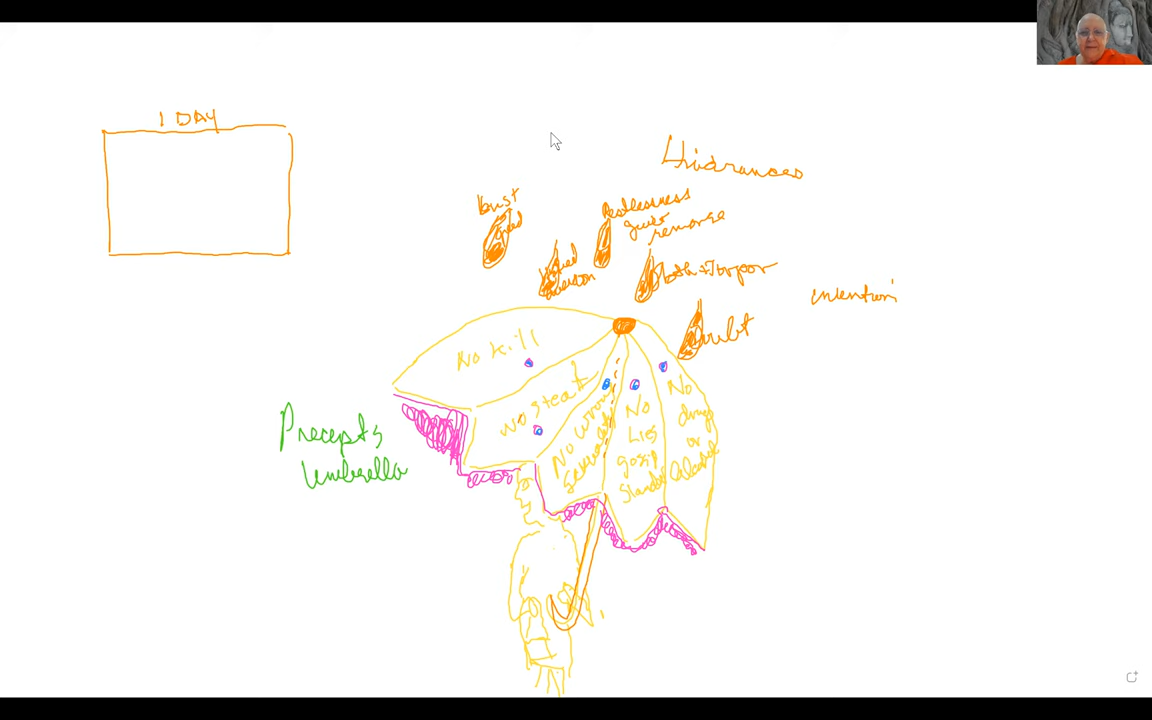 1 DAY
Hindrances
Lust
greed
Restlessness
guilt
remorse
Hatred
Aversion
Sloth + Torpor
Doubt
intention
No kill
No steal
No wrong
Sexuality
No
Lies
gossip
Slander
No
drugs
or
Alcohol
Precepts
Umbrella